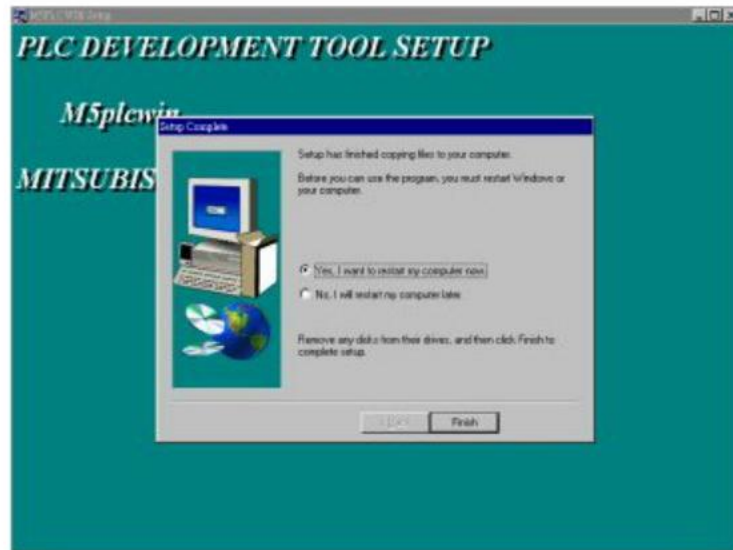 PLC DEVELOPMENT TOOL SETUP
M5plcwin
MITSUBIS
Setup Complete
Setup has finished copying files to your computer.
Before you can use the program, you must restart Windows or
your computer.
Yes, I want to restart my computer now.
No, I will restart my computer later.
Remove any disks from their drives, and then click Finish to
complete setup.
Finish